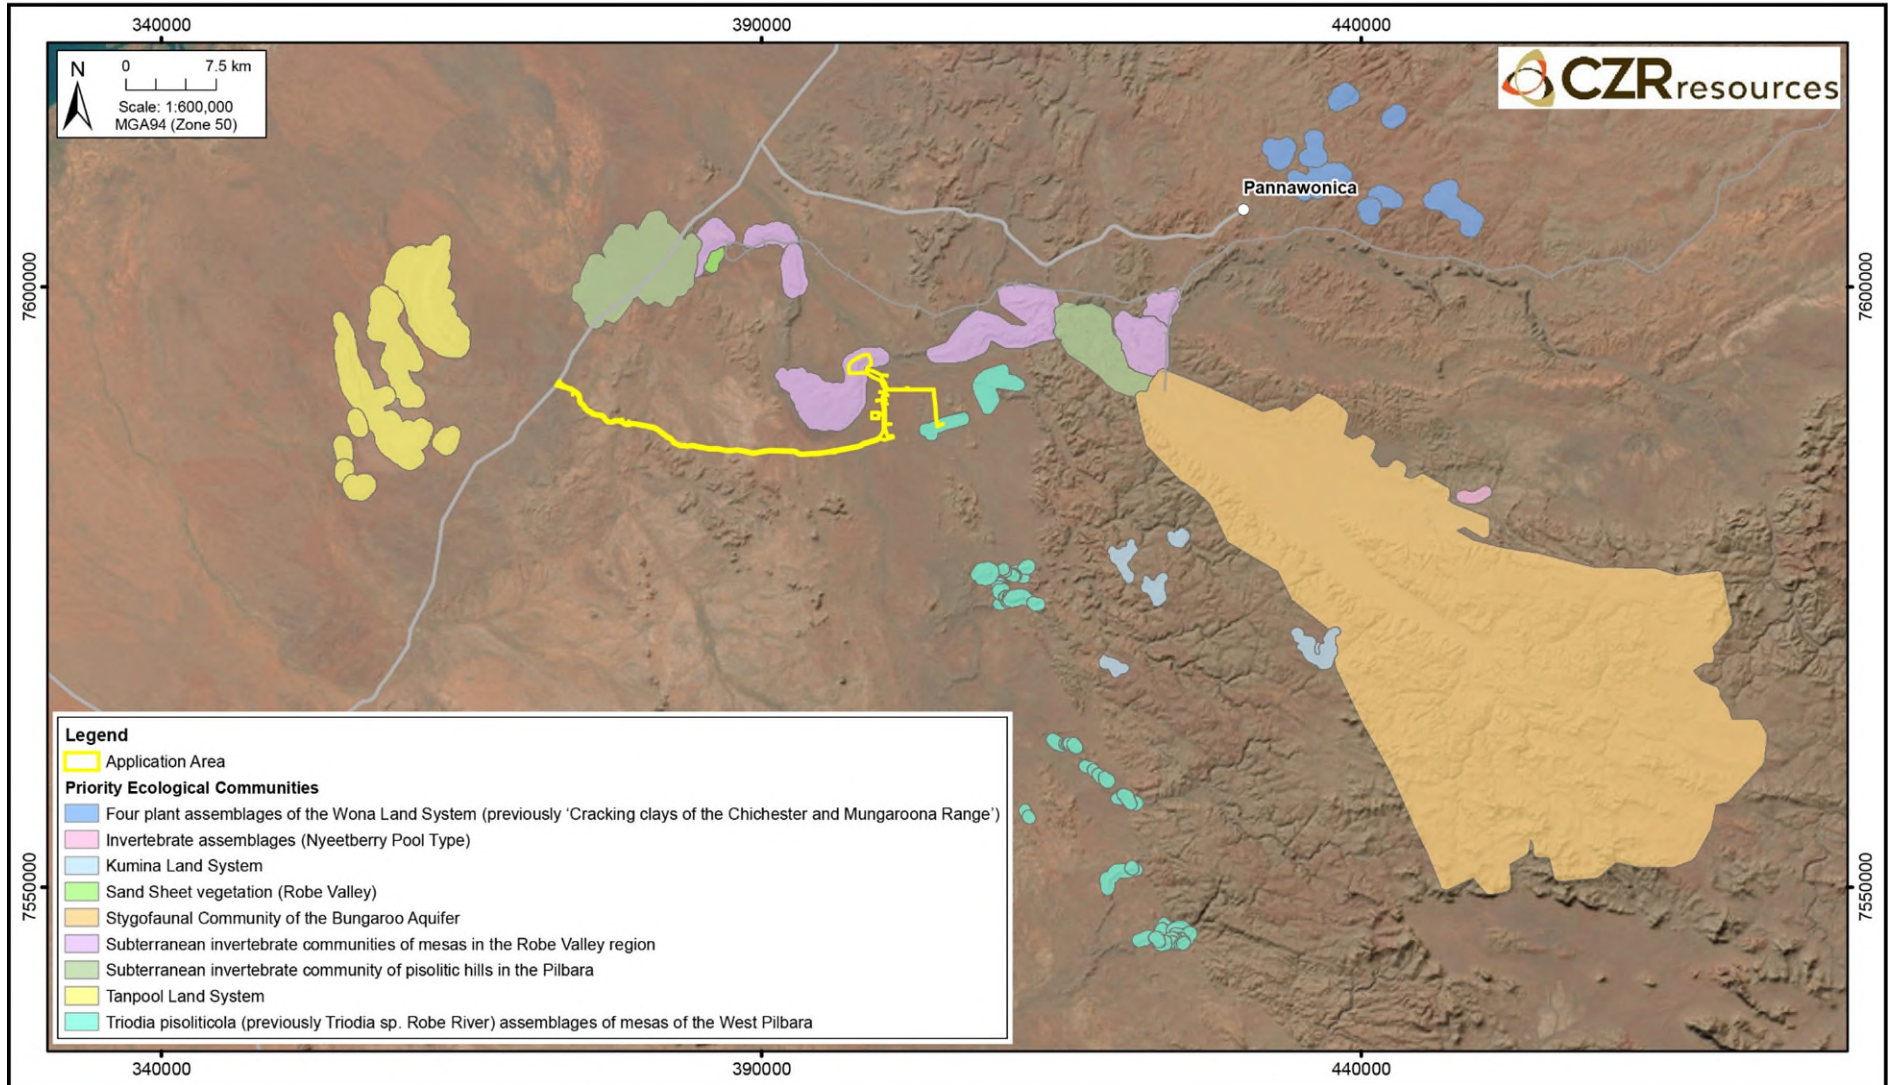 340000
390000
440000
N
0
7.5 km
Scale: 1:600,000
MGA94 (Zone 50)
CZR resources
Pannawonica
7600000
7600000
Legend
Application Area
Priority Ecological Communities
Four plant assemblages of the Wona Land System (previously 'Cracking clays of the Chichester and Mungaroona Range')
Invertebrate assemblages (Nyeetberry Pool Type)
Kumina Land System
Sand Sheet vegetation (Robe Valley)
Stygofaunal Community of the Bungaroo Aquifer
Subterranean invertebrate communities of mesas in the Robe Valley region
Subterranean invertebrate community of pisolitic hills in the Pilbara
Tanpool Land System
Triodia pisoliticola (previously Triodia sp. Robe River) assemblages of mesas of the West Pilbara
7550000
7550000
340000
390000
440000